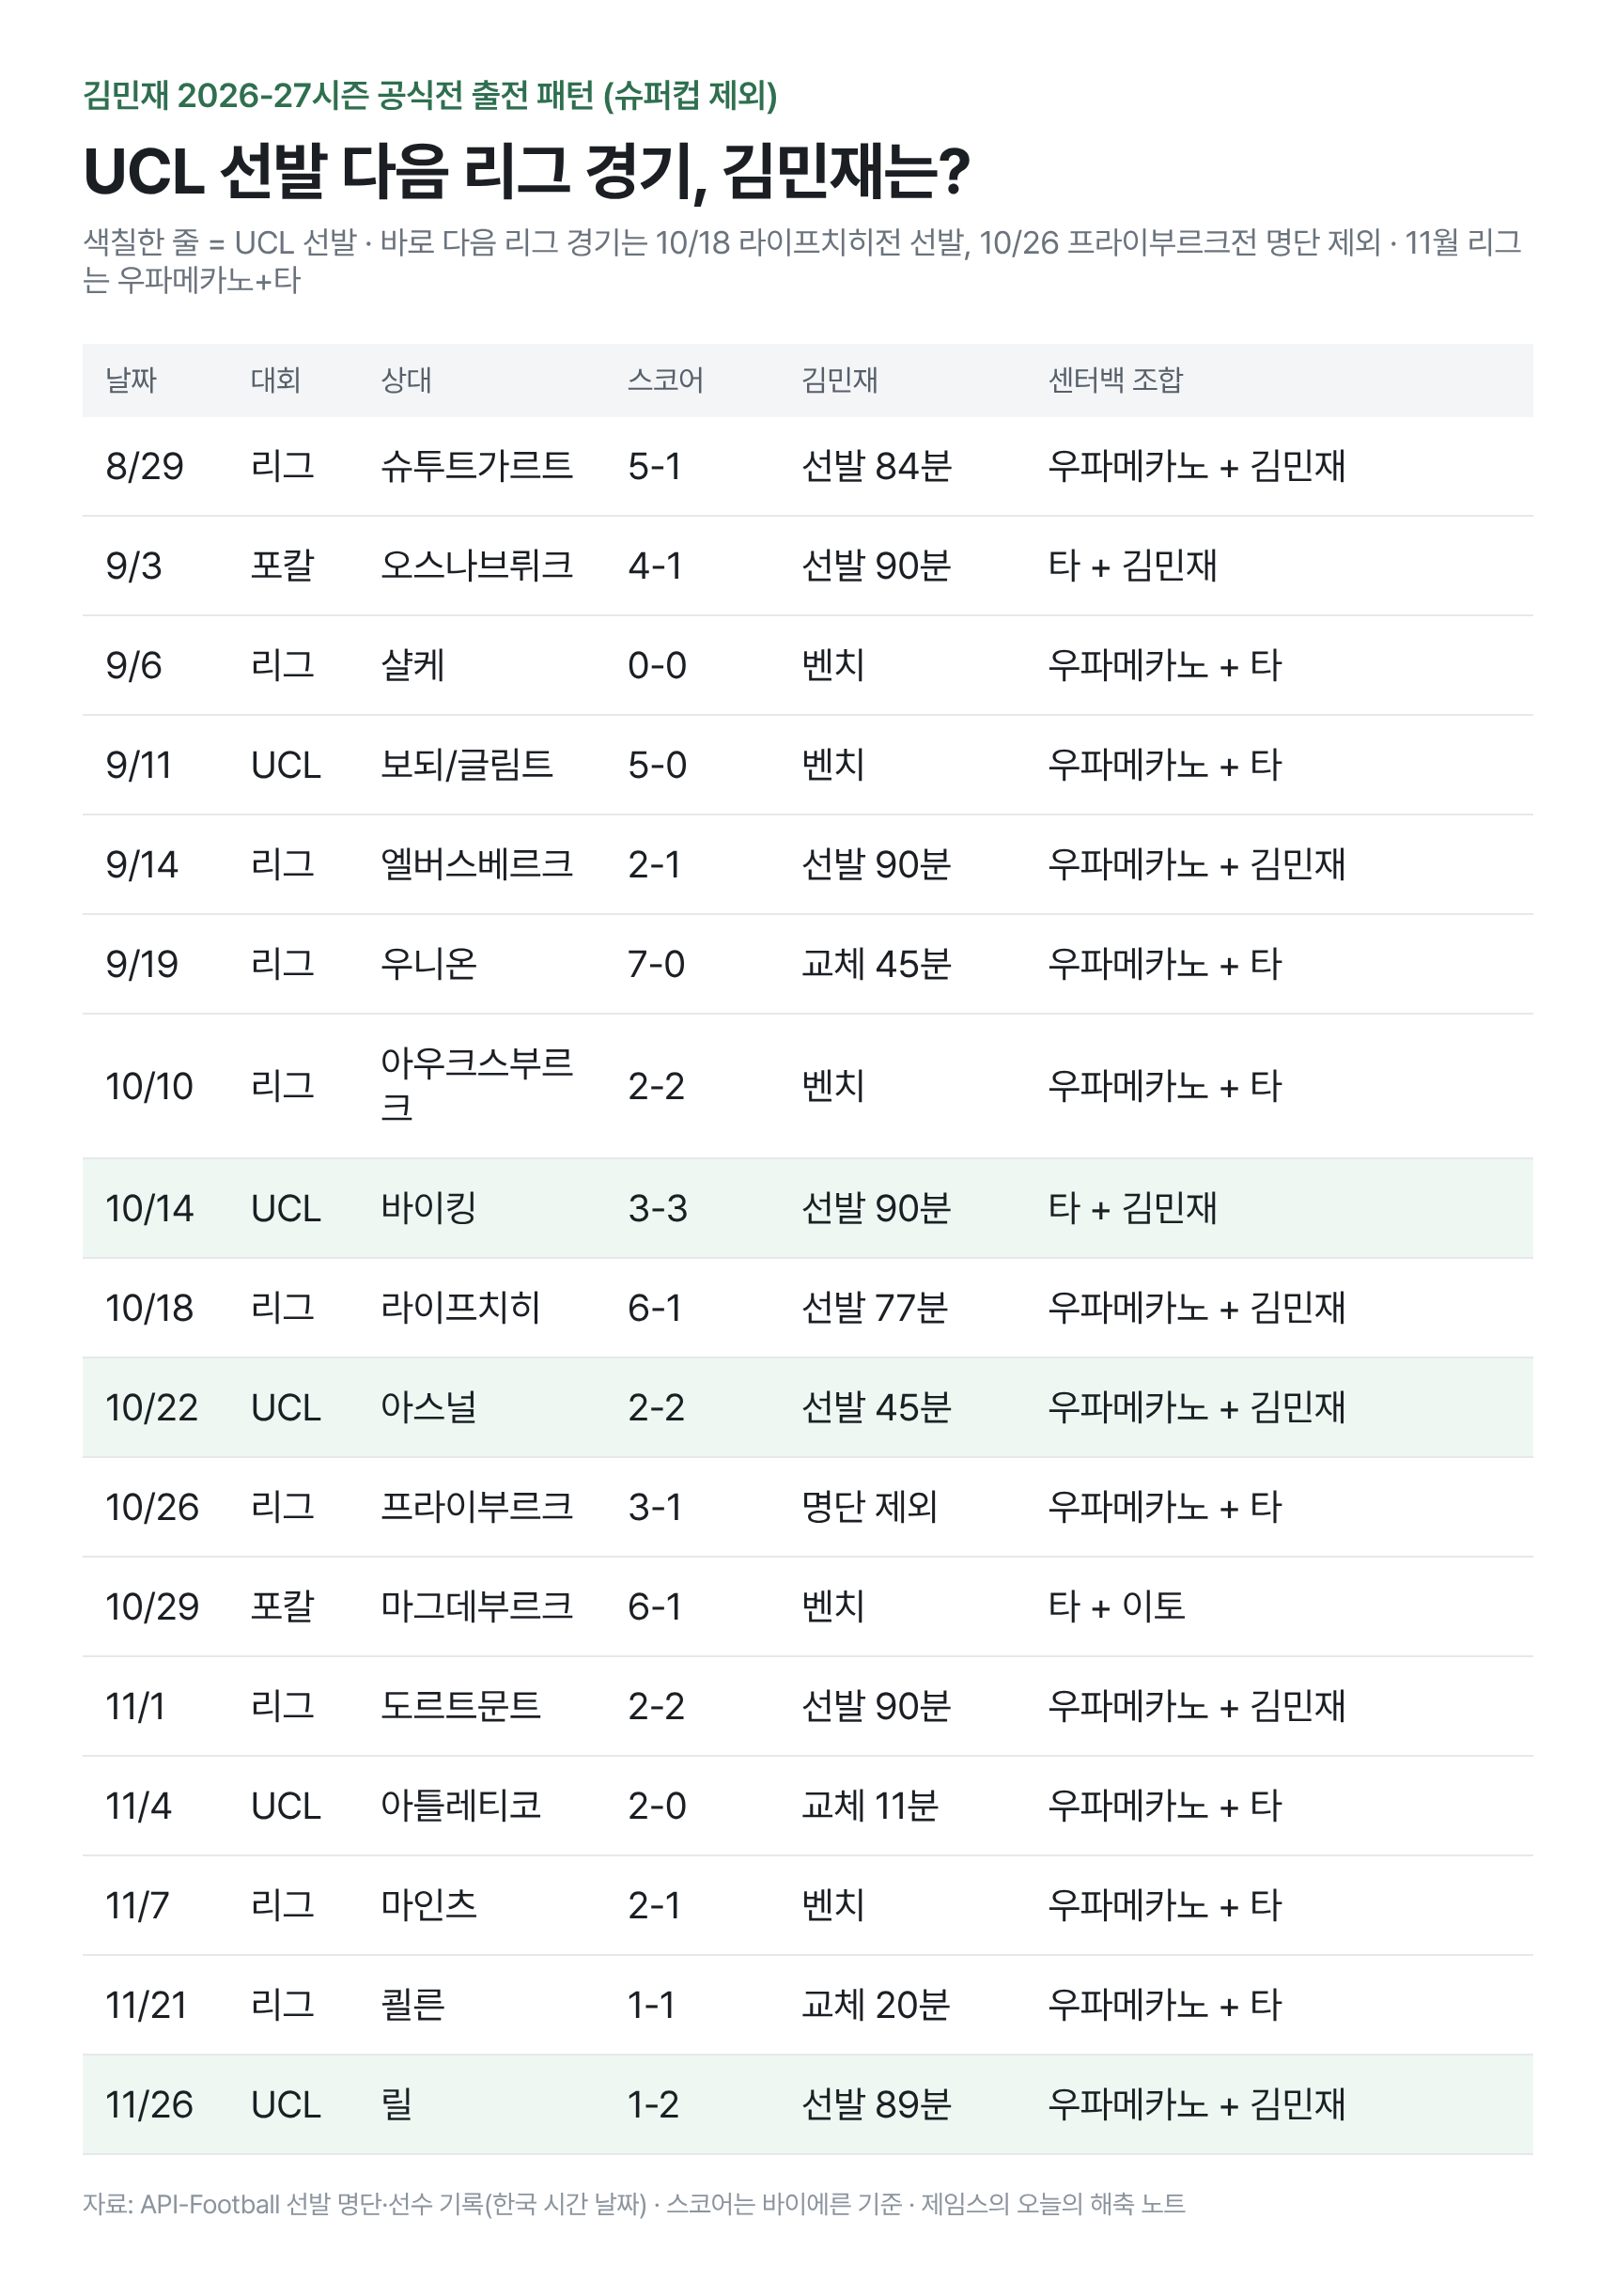 김민재 2026-27시즌 공식전 출전 패턴 (슈퍼컵 제외)
UCL 선발 다음 리그 경기, 김민재는?
색칠한 줄 = UCL 선발 · 바로 다음 리그 경기는 10/18 라이프치히전 선발, 10/26 프라이부르크전 명단 제외 · 11월 리그
는 우파메카노+타
날짜 대회 상대 스코어 김민재 센터백 조합
8/29 리그 슈투트가르트 5-1 선발 84분 우파메카노 + 김민재
9/3 포칼 오스나브뤼크 4-1 선발 90분 타 + 김민재
9/6 리그 샬케 0-0 벤치 우파메카노 + 타
9/11 UCL 보되/글림트 5-0 벤치 우파메카노 + 타
9/14 리그 엘버스베르크 2-1 선발 90분 우파메카노 + 김민재
9/19 리그 우니온 7-0 교체 45분 우파메카노 + 타
10/10 리그 아우크스부르
크 2-2 벤치 우파메카노 + 타
10/14 UCL 바이킹 3-3 선발 90분 타 + 김민재
10/18 리그 라이프치히 6-1 선발 77분 우파메카노 + 김민재
10/22 UCL 아스널 2-2 선발 45분 우파메카노 + 김민재
10/26 리그 프라이부르크 3-1 명단 제외 우파메카노 + 타
10/29 포칼 마그데부르크 6-1 벤치 타 + 이토
11/1 리그 도르트문트 2-2 선발 90분 우파메카노 + 김민재
11/4 UCL 아틀레티코 2-0 교체 11분 우파메카노 + 타
11/7 리그 마인츠 2-1 벤치 우파메카노 + 타
11/21 리그 쾰른 1-1 교체 20분 우파메카노 + 타
11/26 UCL 릴 1-2 선발 89분 우파메카노 + 김민재
자료: API-Football 선발 명단·선수 기록(한국 시간 날짜) · 스코어는 바이에른 기준 · 제임스의 오늘의 해축 노트